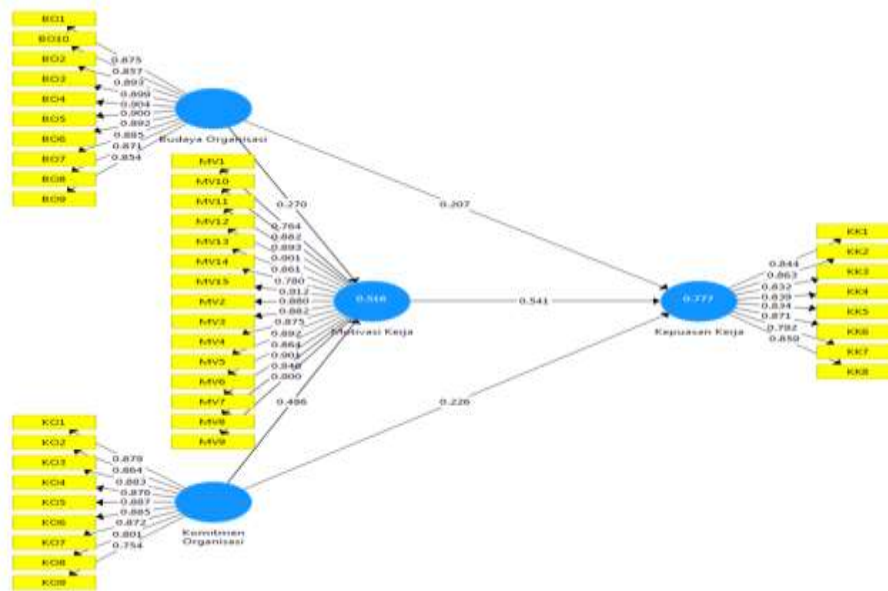 BO1
BO10
BO2
BO3
BO4
BO5
BO6
BO7
BO8
BO9
0.875
0.857
0.893
0.899
0.904
0.900
0.892
0.885
0.871
0.854
Budaya Organisasi
MV1
MV10
MV11
MV12
MV13
MV14
MV15
MV2
MV3
MV4
MV5
MV6
MV7
MV8
MV9
0.270
0.764
0.882
0.893
0.901
0.861
0.780
0.812
0.880
0.882
0.875
0.892
0.864
0.901
0.800
0.516
Motivasi Kerja
0.207
0.541
0.226
0.777
Kepuasan Kerja
KK1
KK2
KK3
KK4
KK5
KK6
KK7
KK8
0.844
0.863
0.832
0.839
0.834
0.871
0.792
0.859
KO1
KO2
KO3
KO4
KO5
KO6
KO7
KO8
KO9
0.879
0.864
0.883
0.876
0.887
0.885
0.872
0.801
0.754
Komitmen
Organisasi